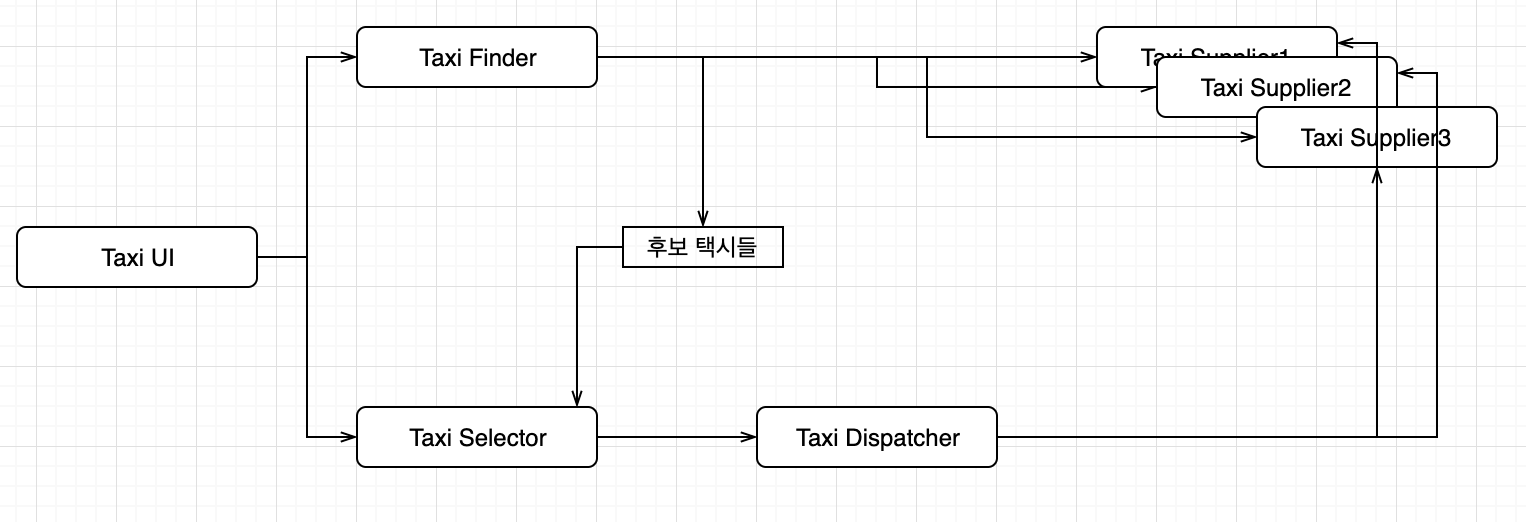 Taxi Finder
Taxi Supplier1
Taxi Supplier2
Taxi Supplier3
후보 택시들
Taxi UI
Taxi Selector
Taxi Dispatcher